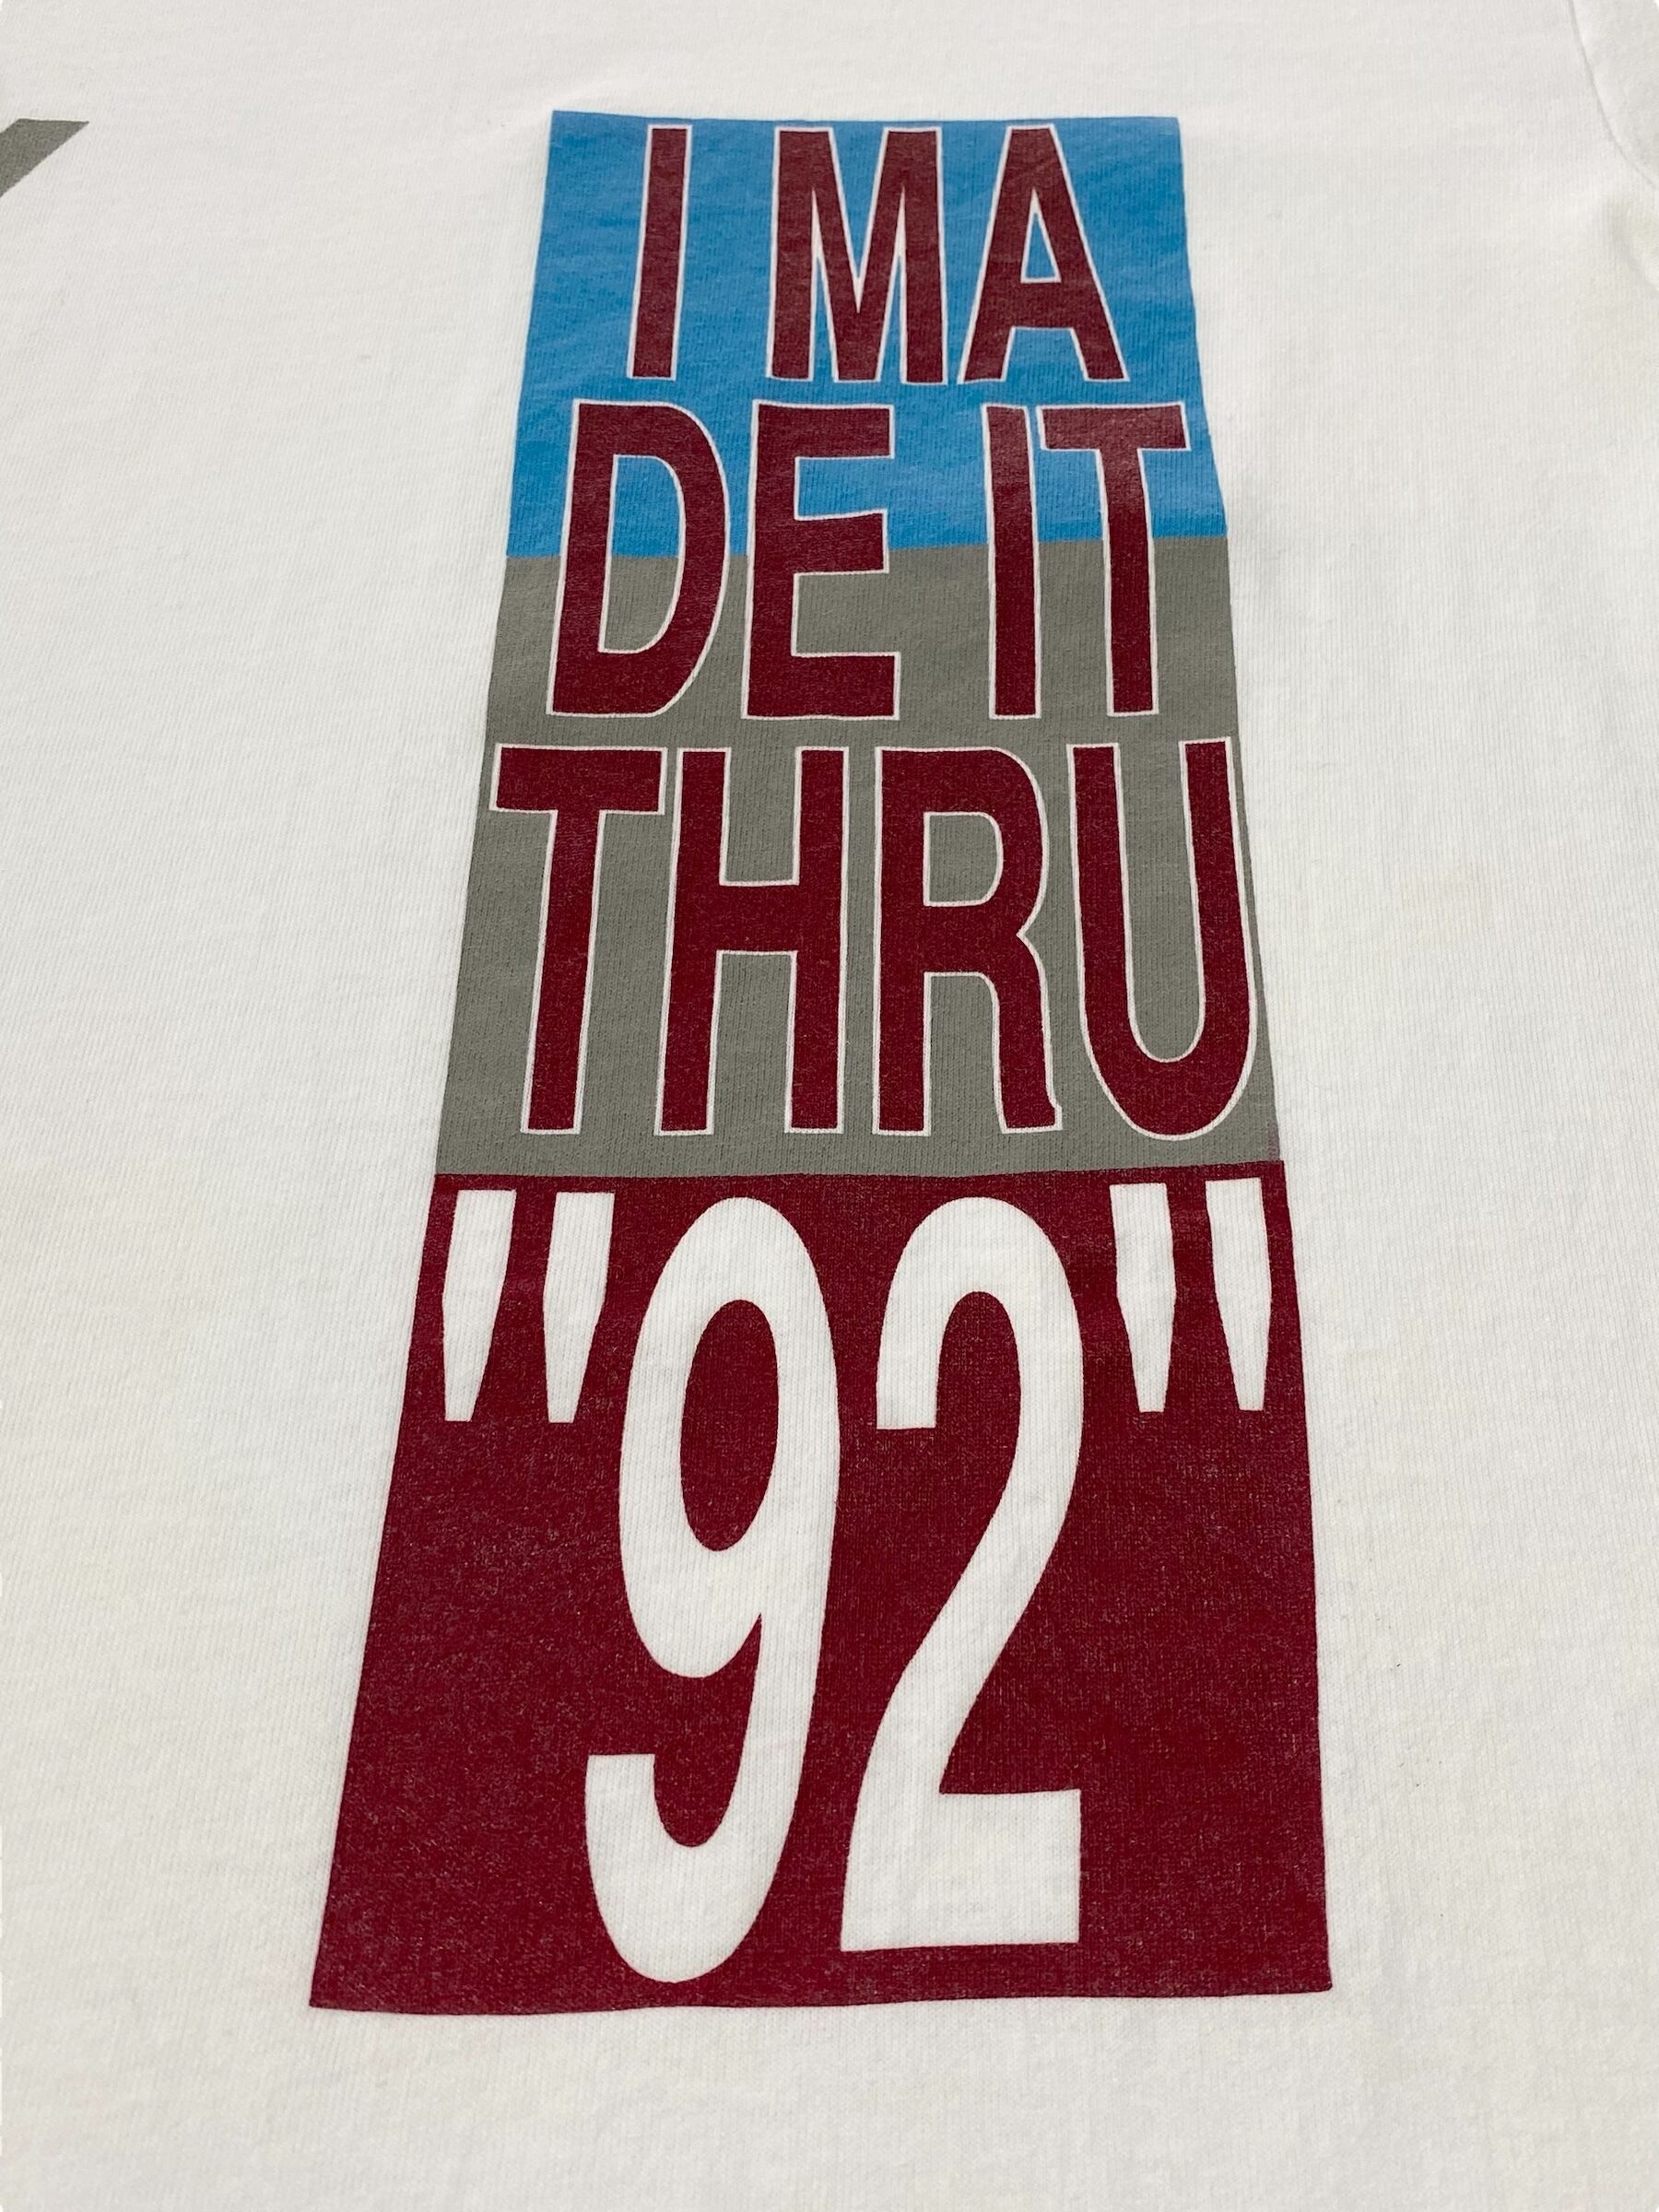 I MA
DE IT
THRU
"92"